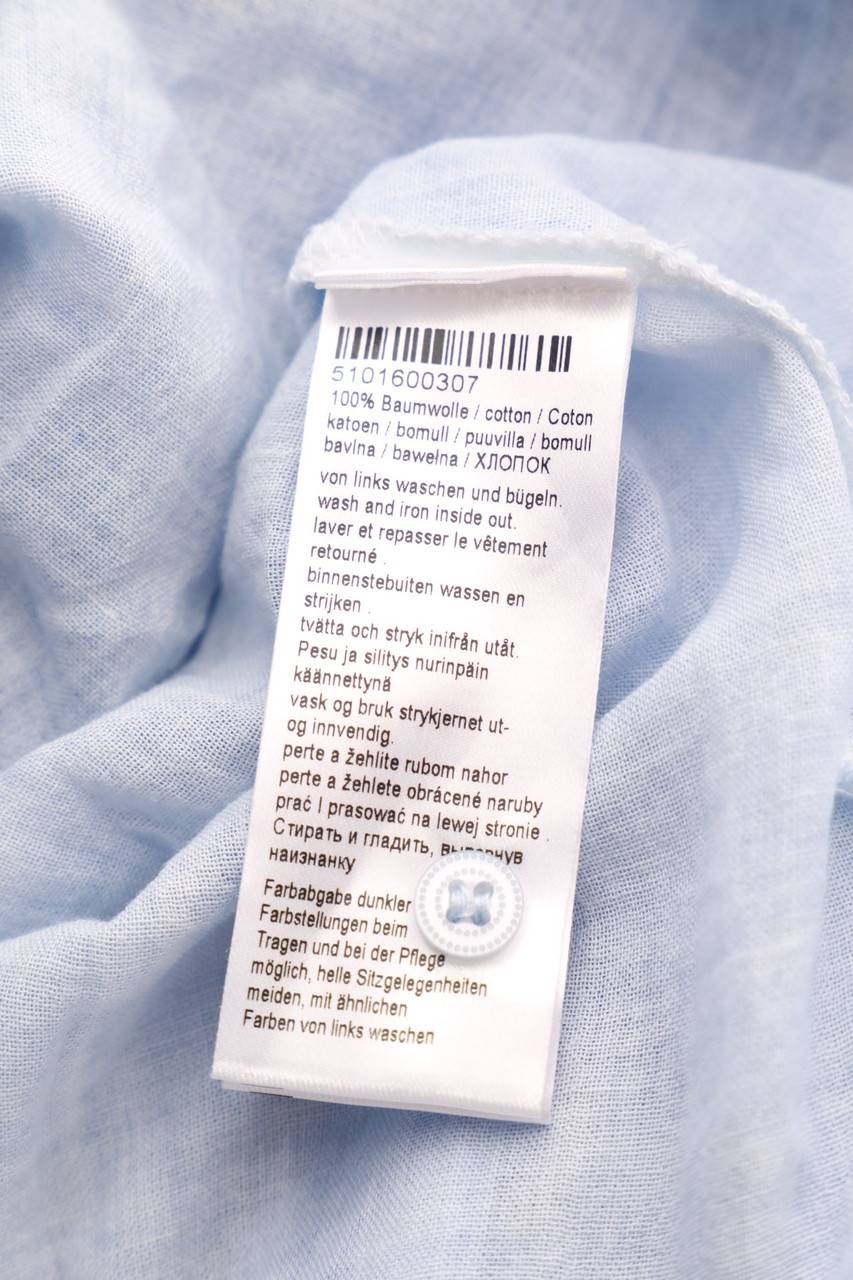 5101600307
100% Baumwolle / cotton / Coton
katoen / bomull / puuvilla / bomull
bavlna / bawełna / ХЛОПОК
von links waschen und bügeln.
wash and iron inside out.
laver et repasser le vêtement
retourné .
binnenstebuiten wassen en
strijken .
tvätta och stryk inifrån utåt.
Pesu ja silitys nurinpäin
käännettynä
vask og bruk strykjernet ut-
og innvendig.
perte a žehlite rubom nahor
perte a žehlete obrácené naruby
prać I prasować na lewej stronie .
Стирать и гладить,
наизнанку
Farbabgabe dunkler
Farbstellungen beim
Tragen und bei der Pflege
möglich, helle Sitzgelegenheiten
meiden, mit ähnlichen
Farben von links waschen